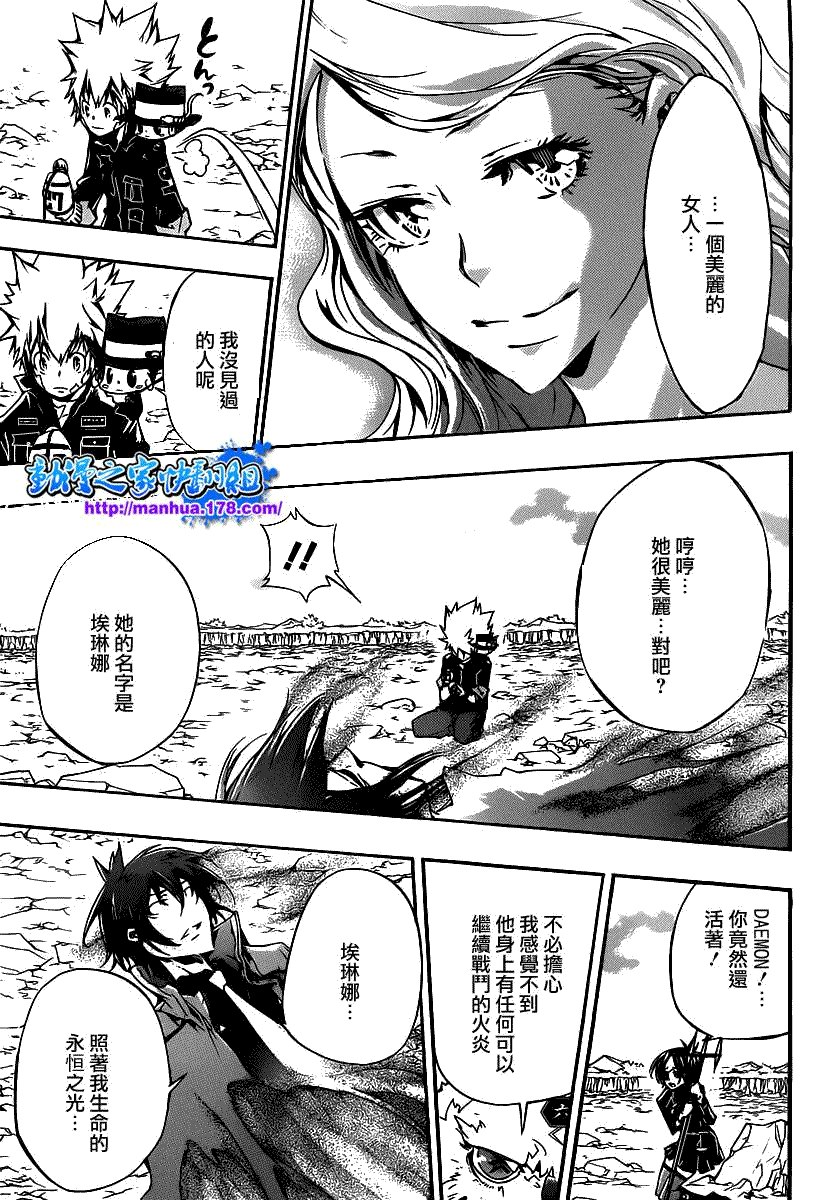 …一個美麗的
女人…
とんっ
27
我沒見過
的人呢
動漫之家快翻組
http://manhua.178.com/
哼哼…
她很美麗…對吧?
!!
她的名字是
埃琳娜
DAEMON!…
你竟然還
活著!
不必擔心
我感覺不到
他身上有任何可以
繼續戰鬥的火炎
六
埃琳娜…
照著我生命的
永恒之光…